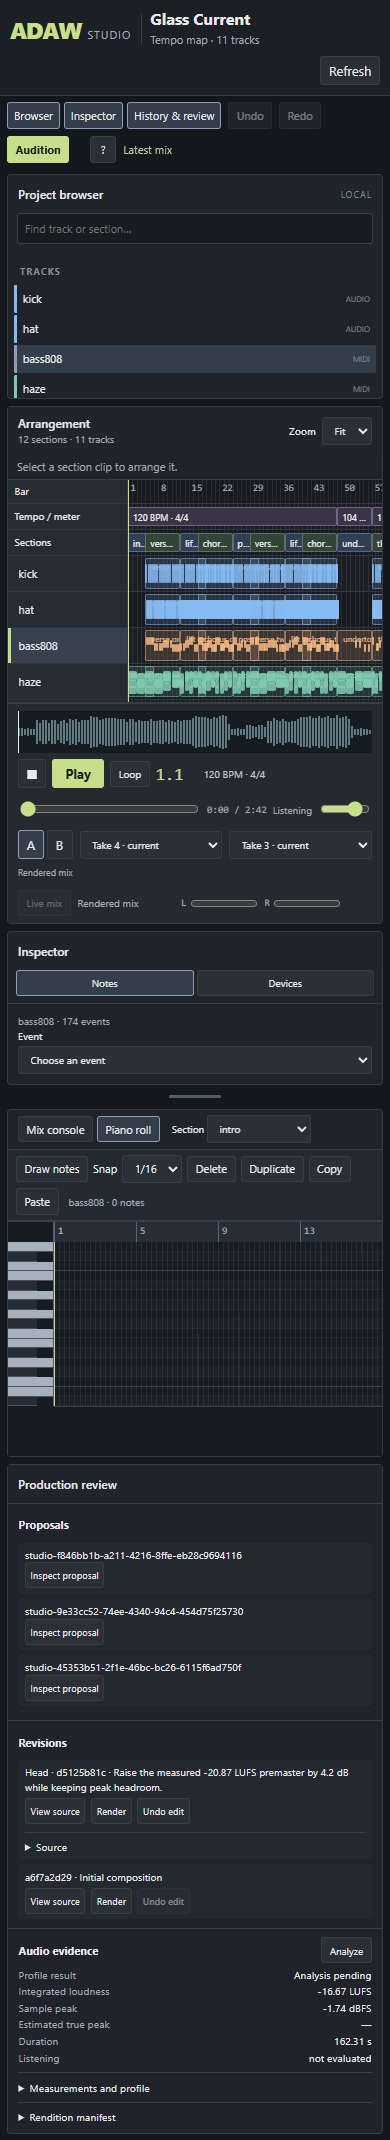 ADAW STUDIO
Glass Current
Tempo map · 11 tracks
Refresh
Browser Inspector History & review Undo Redo
Audition ? Latest mix
Project browser LOCAL
Find track or section...
TRACKS
kick AUDIO
hat AUDIO
bass808 MIDI
haze MIDI
Arrangement
12 sections · 11 tracks
Zoom Fit
Select a section clip to arrange it.
Bar 1 8 15 22 29 36 43 50 57
Tempo / meter 120 BPM · 4/4 104 ... 1
Sections in... vers... lif... chor... p... vers... lif... chor... und... th
kick
hat
bass808
haze
Play Loop 1.1 120 BPM · 4/4
0:00 / 2:42 Listening
A B Take 4 · current Take 3 · current
Rendered mix
Live mix Rendered mix L R
Inspector
Notes Devices
bass808 · 174 events
Event
Choose an event
Mix console Piano roll Section intro
Draw notes Snap 1/16 Delete Duplicate Copy
Paste bass808 · 0 notes
1 5 9 13
Production review
Proposals
studio-f846bb1b-a211-4216-8ffe-eb28c9694116
Inspect proposal
studio-9e33cc52-74ee-4340-94c4-454d75f25730
Inspect proposal
studio-45353b51-2f1e-46bc-bc26-6115f6ad750f
Inspect proposal
Revisions
Head · d5125b81c · Raise the measured -20.87 LUFS premaster by 4.2 dB
while keeping peak headroom.
View source Render Undo edit
Source
a6f7a2d29 · Initial composition
View source Render Undo edit
Audio evidence Analyze
Profile result Analysis pending
Integrated loudness -16.67 LUFS
Sample peak -1.74 dBFS
Estimated true peak —
Duration 162.31 s
Listening not evaluated
Measurements and profile
Rendition manifest